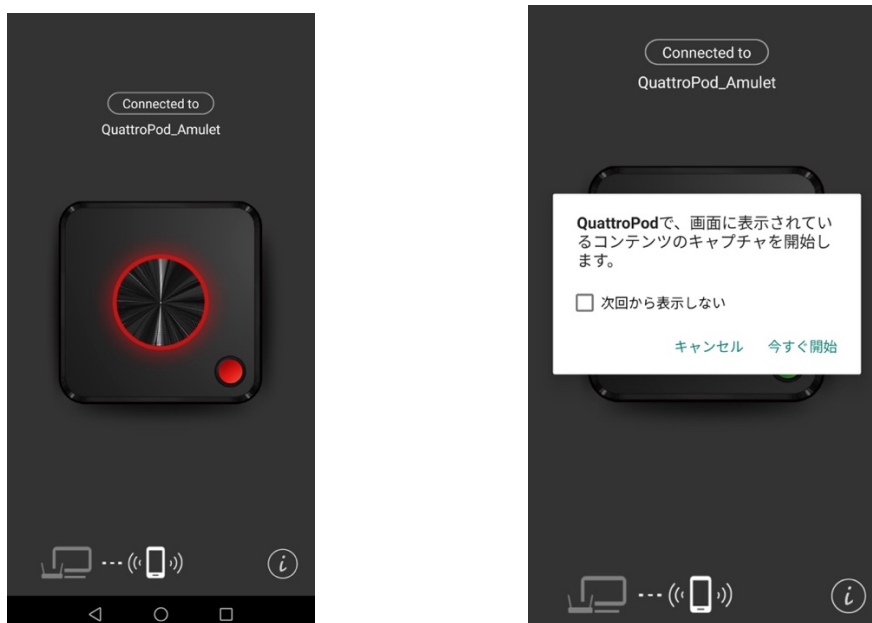 Connected to
QuattroPod_Amulet
i
Connected to
QuattroPod_Amulet
QuattroPodで、画面に表示されてい
るコンテンツのキャプチャを開始し
ます。
次回から表示しない
キャンセル 今すぐ開始
i